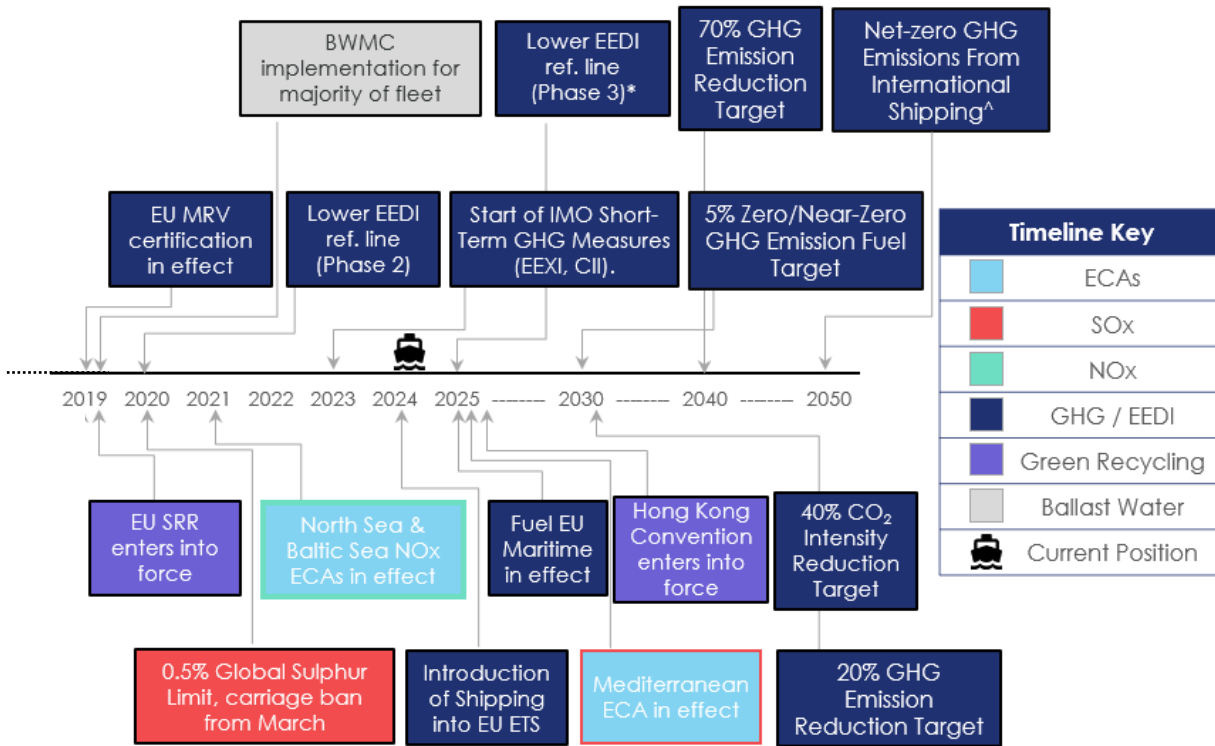 BWMC
implementation for
majority of fleet
Lower EEDI
ref. line
(Phase 3)*
70% GHG
Emission
Reduction
Target
Net-zero GHG
Emissions From
International
Shipping^
EU MRV
certification
in effect
Lower EEDI
ref. line
(Phase 2)
Start of IMO Short-
Term GHG Measures
(EEXI, CII).
5% Zero/Near-Zero
GHG Emission Fuel
Target
2019 2020 2021 2022 2023 2024 2025 -------- 2030 ------- 2040 ------- 2050
EU SRR
enters into
force
North Sea &
Baltic Sea NOx
ECAs in effect
Fuel EU
Maritime
in effect
Hong Kong
Convention
enters into
force
40% CO₂
Intensity
Reduction
Target
0.5% Global Sulphur
Limit, carriage ban
from March
Introduction
of Shipping
into EU ETS
Mediterranean
ECA in effect
20% GHG
Emission
Reduction Target
Timeline Key
ECAs
SOx
NOx
GHG / EEDI
Green Recycling
Ballast Water
Current Position